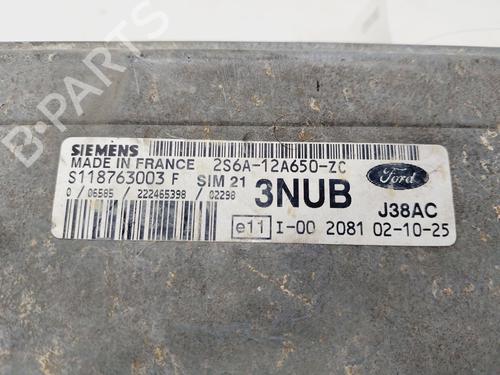 B-PARTS
SIEMENS
MADE IN FRANCE 2S6A-12A650-ZC
S118763003 F SIM 21 3NUB Ford
0 / 06585 / 222465398 / 02298 J38AC
e11 I-00 2081 02-10-25